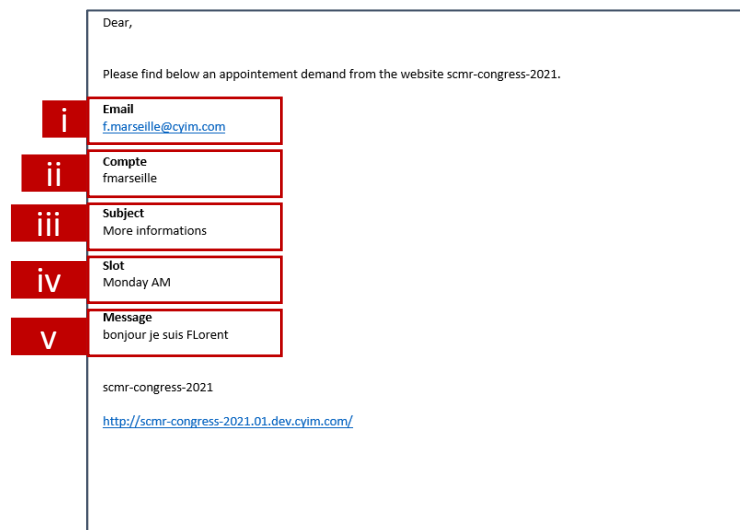 Dear,
Please find below an appointement demand from the website scmr-congress-2021.
i
Email
f.marseille@cyim.com
ii
Compte
fmarseille
iii
Subject
More informations
iv
Slot
Monday AM
v
Message
bonjour je suis FLorent
scmr-congress-2021
http://scmr-congress-2021.01.dev.cyim.com/